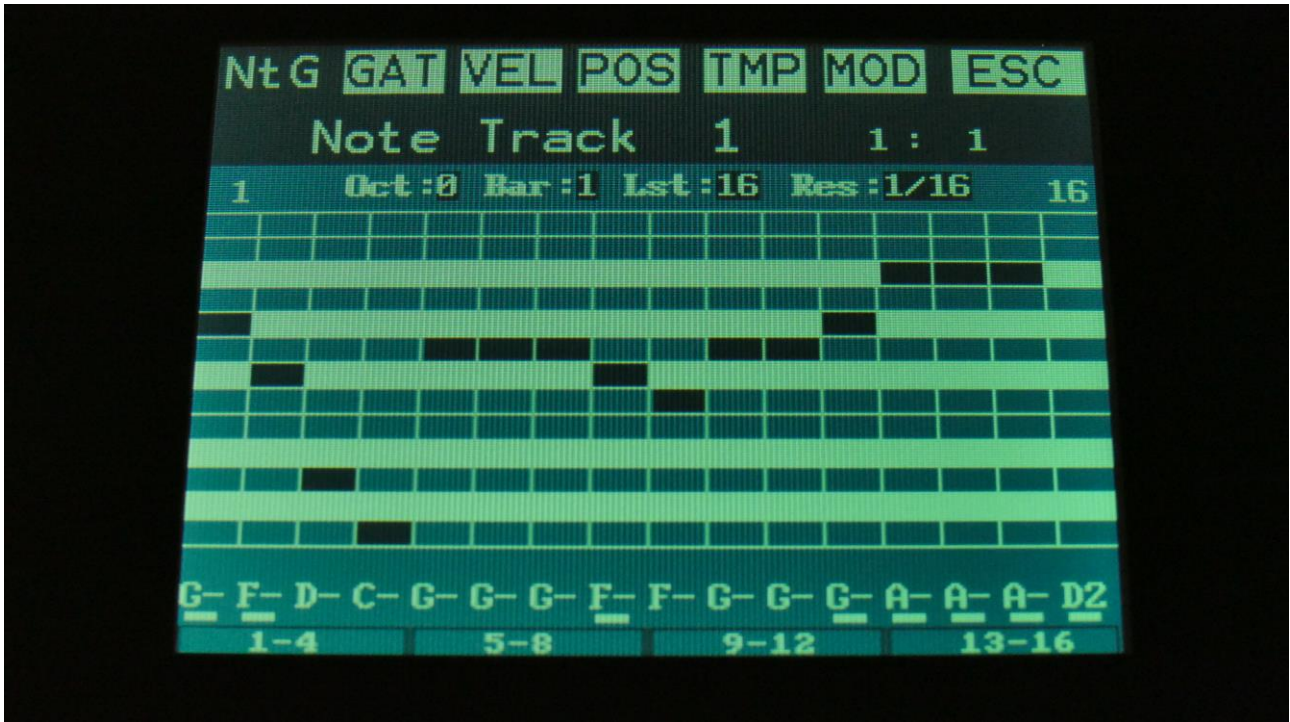 NtG GAT VEL POS TMP MOD ESC
Note Track 1 1: 1
1 Oct:0 Bar:1 Lst:16 Res:1/16 16
G- F- D- C- G- G- G- F- F- G- G- G- A- A- A- D2
1-4 5-8 9-12 13-16